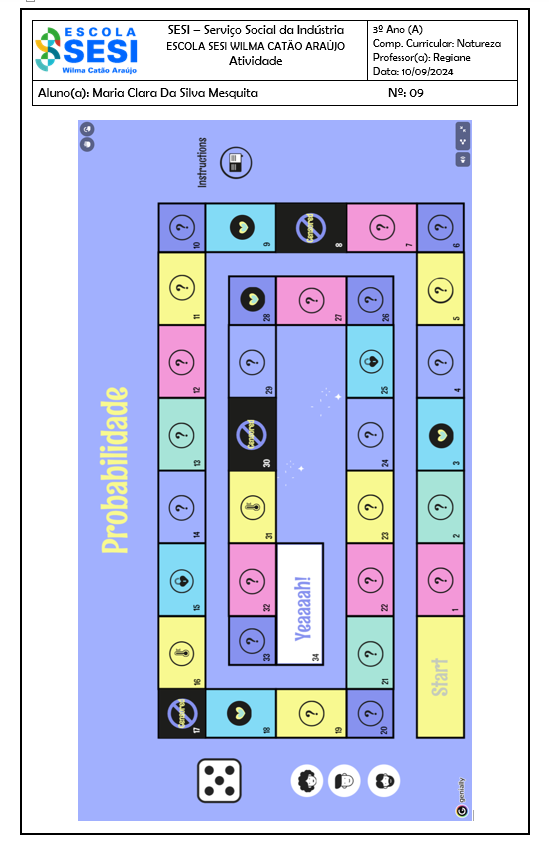 ESCOLA
SESI
Wilma Catão Araújo
SESI – Serviço Social da Indústria
ESCOLA SESI WILMA CATÃO ARAÚJO
Atividade
3º Ano (A)
Comp. Curricular: Natureza
Professor(a): Regiane
Data: 10/09/2024
Aluno(a): Maria Clara Da Silva Mesquita
Nº: 09
Probabilidade
Instructions
10
?
9
Censored
8
?
7
?
6
?
11
?
5
?
28
?
27
?
26
?
12
?
29
?
25
4
?
13
?
Censored
30
24
?
3
14
?
31
23
?
2
?
15
32
?
22
?
1
?
16
33
?
Yeaaaah!
34
21
?
Start
Censored
17
18
19
?
20
?
genially